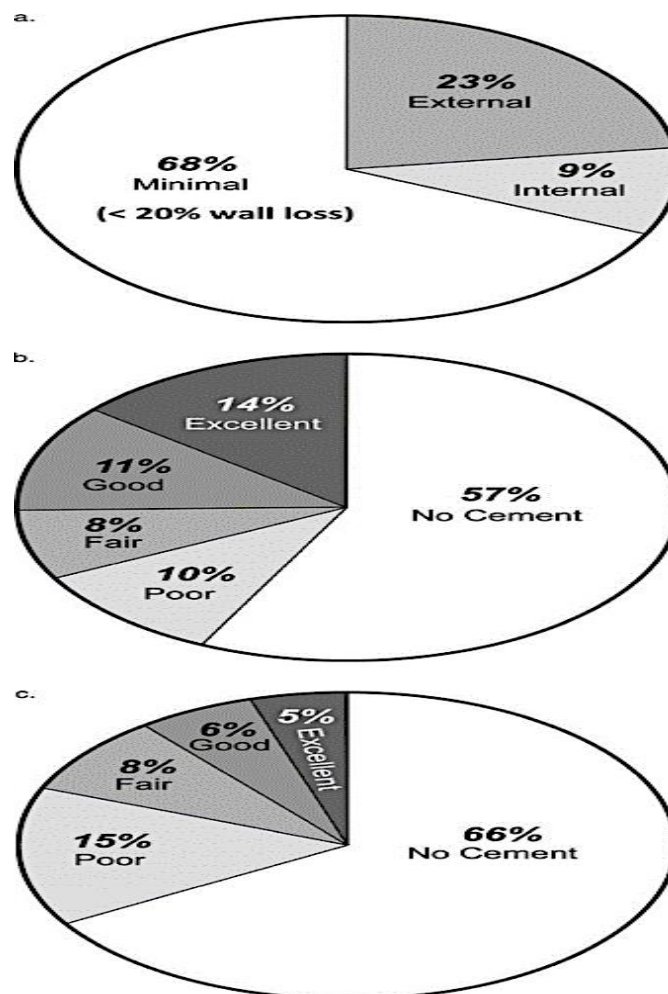 a.
23%
External
68%
Minimal
(< 20% wall loss)
9%
Internal
b.
14%
Excellent
11%
Good
57%
No Cement
8%
Fair
10%
Poor
c.
5%
Excellent
6%
Good
8%
Fair
15%
Poor
66%
No Cement